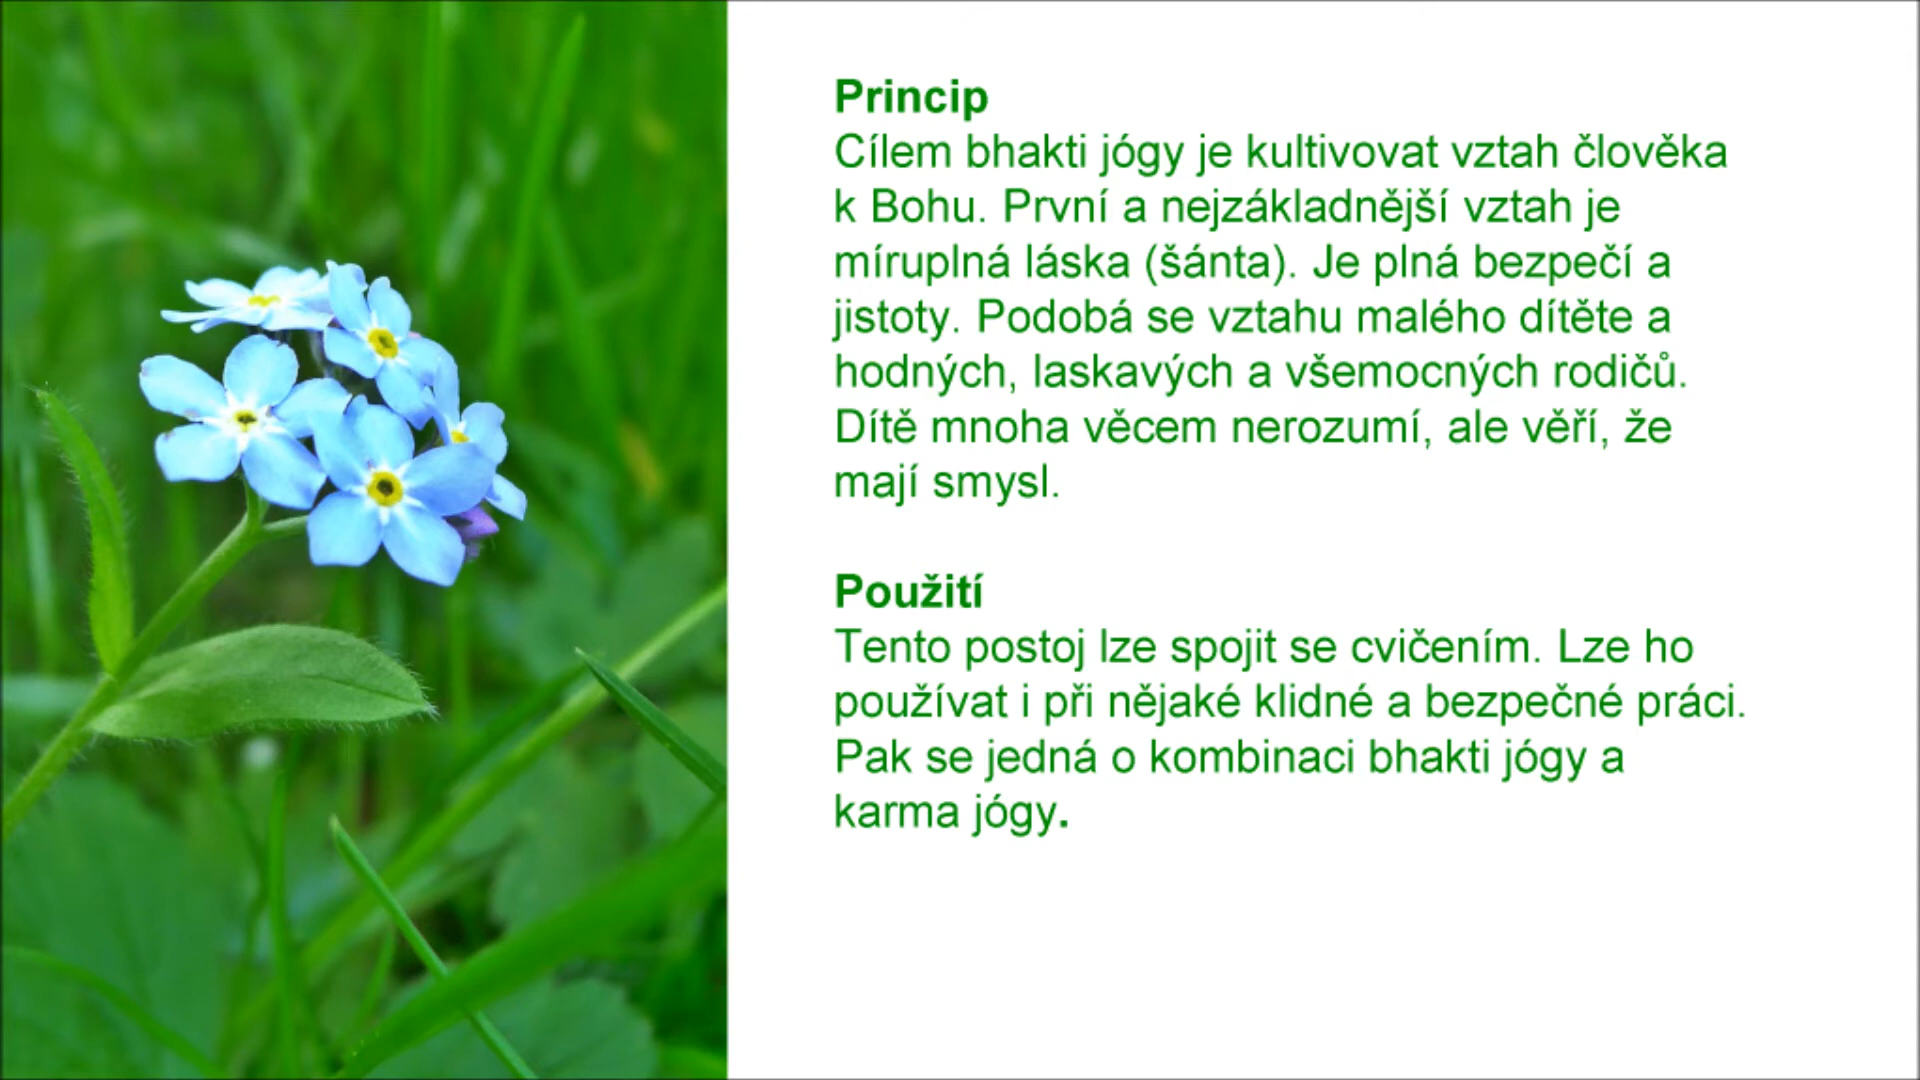 Princip
Cílem bhakti jógy je kultivovat vztah člověka
k Bohu. První a nejzákladnější vztah je
míruplná láska (šánta). Je plná bezpečí a
jistoty. Podobá se vztahu malého dítěte a
hodných, laskavých a všemocných rodičů.
Dítě mnoha věcem nerozumí, ale věří, že
mají smysl.
Použití
Tento postoj lze spojit se cvičením. Lze ho
používat i při nějaké klidné a bezpečné práci.
Pak se jedná o kombinaci bhakti jógy a
karma jógy.